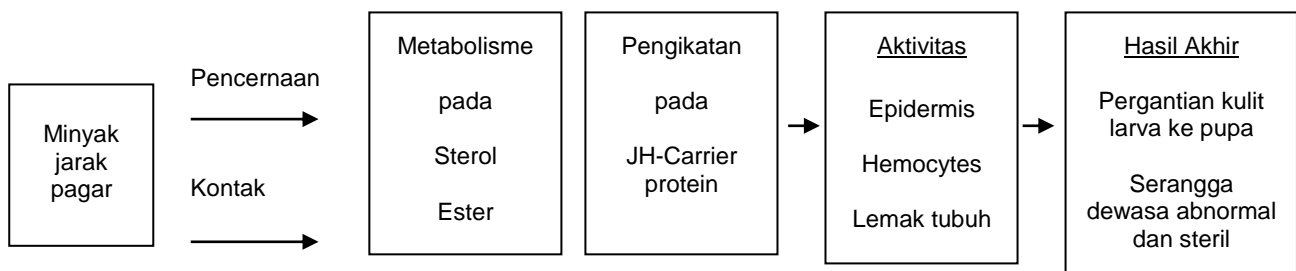 Minyak
jarak
pagar
Pencernaan
Kontak
Metabolisme
pada
Sterol
Ester
Pengikatan
pada
JH-Carrier
protein
Aktivitas
Epidermis
Hemocytes
Lemak tubuh
Hasil Akhir
Pergantian kulit
larva ke pupa
Serangga
dewasa abnormal
dan steril